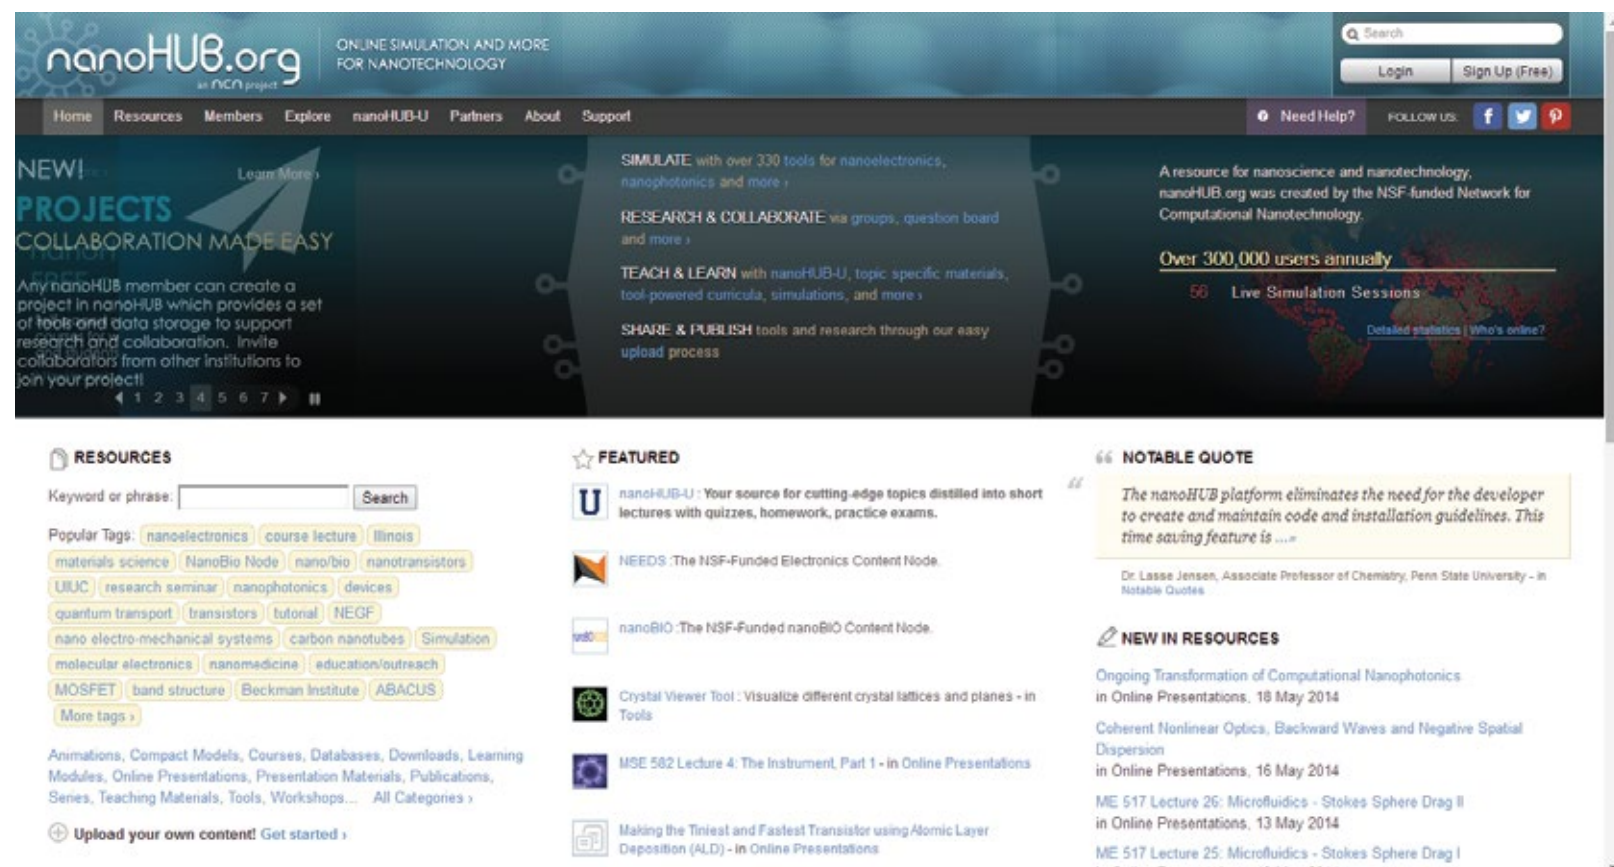 nanoHUB.org
an ncn project
ONLINE SIMULATION AND MORE
FOR NANOTECHNOLOGY
Search
Login
Sign Up (Free)
Home Resources Members Explore nanoHUB-U Partners About Support
Need Help?
FOLLOW US:
NEW!
Learn More ›
PROJECTS
COLLABORATION MADE EASY
Any nanoHUB member can create a
project in nanoHUB which provides a set
of tools and data storage to support
research and collaboration. Invite
collaborators from other institutions to
join your project!
1 2 3 4 5 6 7
SIMULATE with over 330 tools for nanoelectronics,
nanophotonics and more ›
RESEARCH & COLLABORATE via groups, question board
and more ›
TEACH & LEARN with nanoHUB-U, topic specific materials,
tool-powered curricula, simulations, and more ›
SHARE & PUBLISH tools and research through our easy
upload process
A resource for nanoscience and nanotechnology,
nanoHUB.org was created by the NSF-funded Network for
Computational Nanotechnology.
Over 300,000 users annually
56 Live Simulation Sessions
Detailed statistics | Who's online?
RESOURCES
Keyword or phrase: Search
Popular Tags: nanoelectronics course lecture Illinois
materials science NanoBio Node nano/bio nanotransistors
UIUC research seminar nanophotonics devices
quantum transport transistors tutorial NEGF
nano electro-mechanical systems carbon nanotubes Simulation
molecular electronics nanomedicine education/outreach
MOSFET band structure Beckman Institute ABACUS
More tags ›
Animations, Compact Models, Courses, Databases, Downloads, Learning
Modules, Online Presentations, Presentation Materials, Publications,
Series, Teaching Materials, Tools, Workshops... All Categories ›
Upload your own content! Get started ›
FEATURED
U
nanoHUB-U : Your source for cutting-edge topics distilled into short
lectures with quizzes, homework, practice exams.
NEEDS :The NSF-Funded Electronics Content Node.
nanoBIO :The NSF-Funded nanoBIO Content Node.
Crystal Viewer Tool : Visualize different crystal lattices and planes - in
Tools
MSE 582 Lecture 4: The Instrument, Part 1 - in Online Presentations
Making the Tiniest and Fastest Transistor using Atomic Layer
Deposition (ALD) - in Online Presentations
NOTABLE QUOTE
The nanoHUB platform eliminates the need for the developer
to create and maintain code and installation guidelines. This
time saving feature is ...»
Dr. Lasse Jensen, Associate Professor of Chemistry, Penn State University - in
Notable Quotes
NEW IN RESOURCES
Ongoing Transformation of Computational Nanophotonics
in Online Presentations, 18 May 2014
Coherent Nonlinear Optics, Backward Waves and Negative Spatial
Dispersion
in Online Presentations, 16 May 2014
ME 517 Lecture 26: Microfluidics - Stokes Sphere Drag II
in Online Presentations, 13 May 2014
ME 517 Lecture 25: Microfluidics - Stokes Sphere Drag I